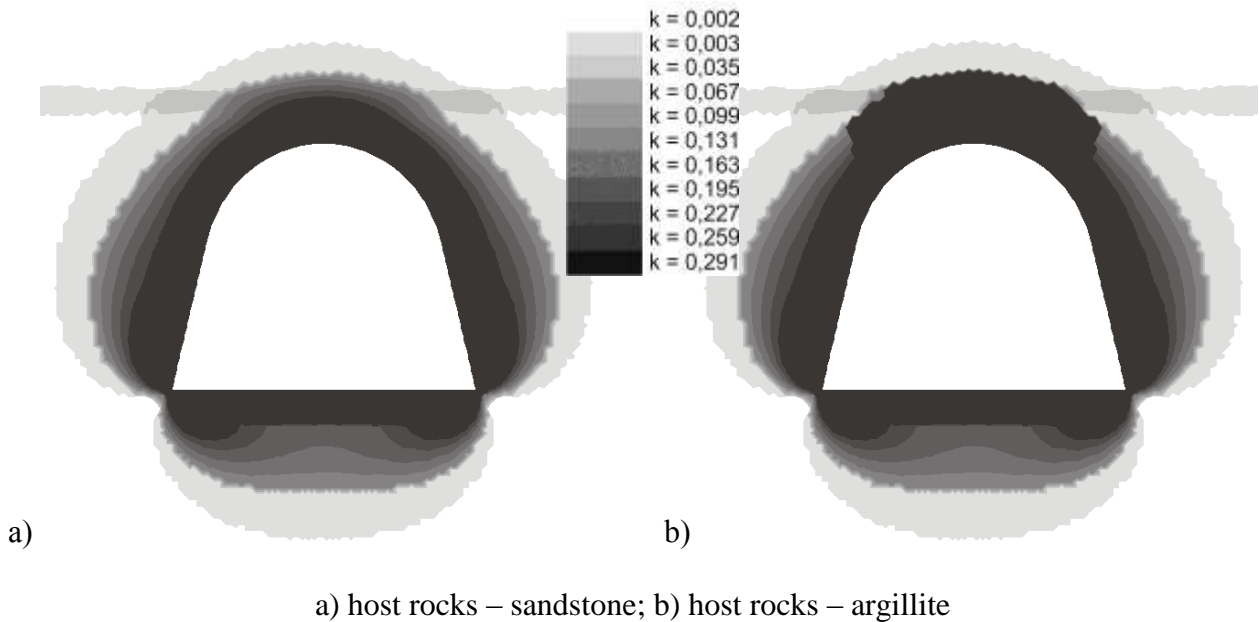 k = 0,002
k = 0,003
k = 0,035
k = 0,067
k = 0,099
k = 0,131
k = 0,163
k = 0,195
k = 0,227
k = 0,259
k = 0,291
a)
b)
a) host rocks – sandstone; b) host rocks – argillite